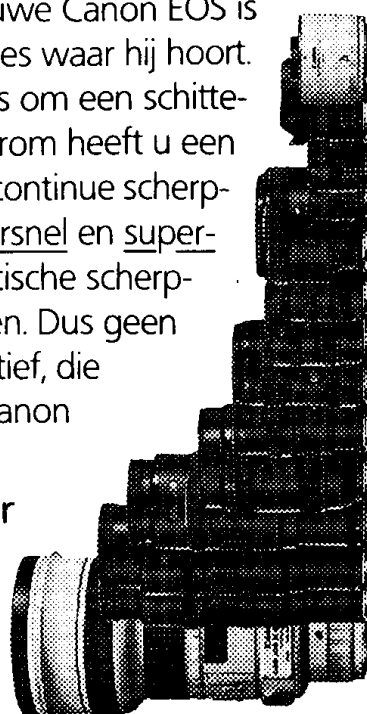 uwe Canon EOS is
es waar hij hoort.
s om een schitte-
rom heeft u een
continue scherp-
rsnel en super-
tische scherp-
en. Dus geen
tief, die
anon
r